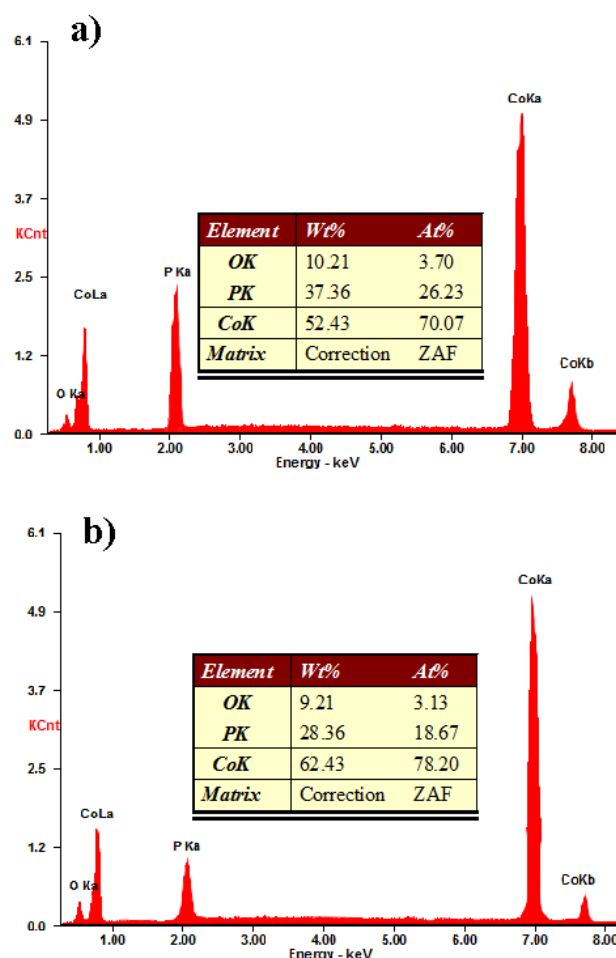 a)
6.1
4.9
3.7
KCnt
2.5
1.2
0.0
CoLa
O Ka
P Ka
CoKa
CoKb
Element Wt% At%
OK 10.21 3.70
PK 37.36 26.23
CoK 52.43 70.07
Matrix Correction ZAF
1.00 2.00 3.00 4.00 5.00 6.00 7.00 8.00
Energy - keV
b)
6.1
4.9
3.7
KCnt
2.5
1.2
0.0
CoLa
O Ka
P Ka
CoKa
CoKb
Element Wt% At%
OK 9.21 3.13
PK 28.36 18.67
CoK 62.43 78.20
Matrix Correction ZAF
1.00 2.00 3.00 4.00 5.00 6.00 7.00 8.00
Energy - keV